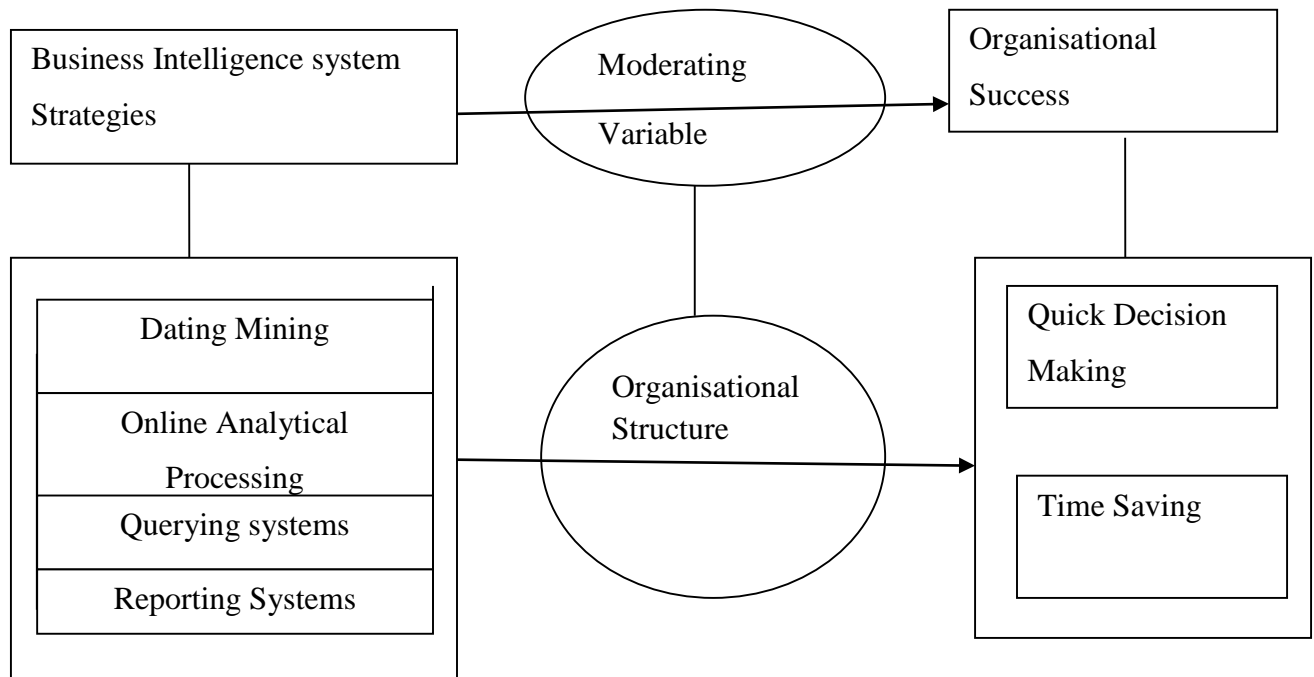 Business Intelligence system
Strategies
Moderating
Variable
Organisational
Success
Dating Mining
Online Analytical
Processing
Querying systems
Reporting Systems
Organisational
Structure
Quick Decision
Making
Time Saving